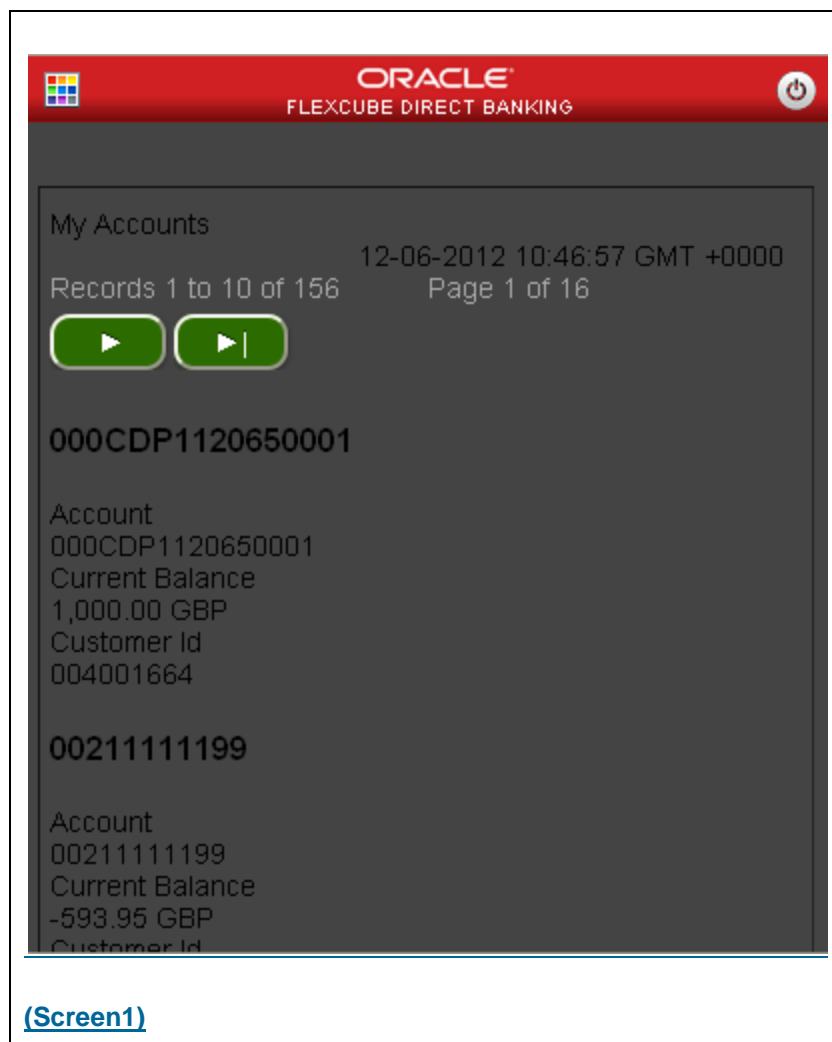 ORACLE
FLEXCUBE DIRECT BANKING
My Accounts
12-06-2012 10:46:57 GMT +0000
Records 1 to 10 of 156 Page 1 of 16
000CDP1120650001
Account
000CDP1120650001
Current Balance
1,000.00 GBP
Customer Id
004001664
00211111199
Account
00211111199
Current Balance
-593.95 GBP
Customer Id
(Screen1)